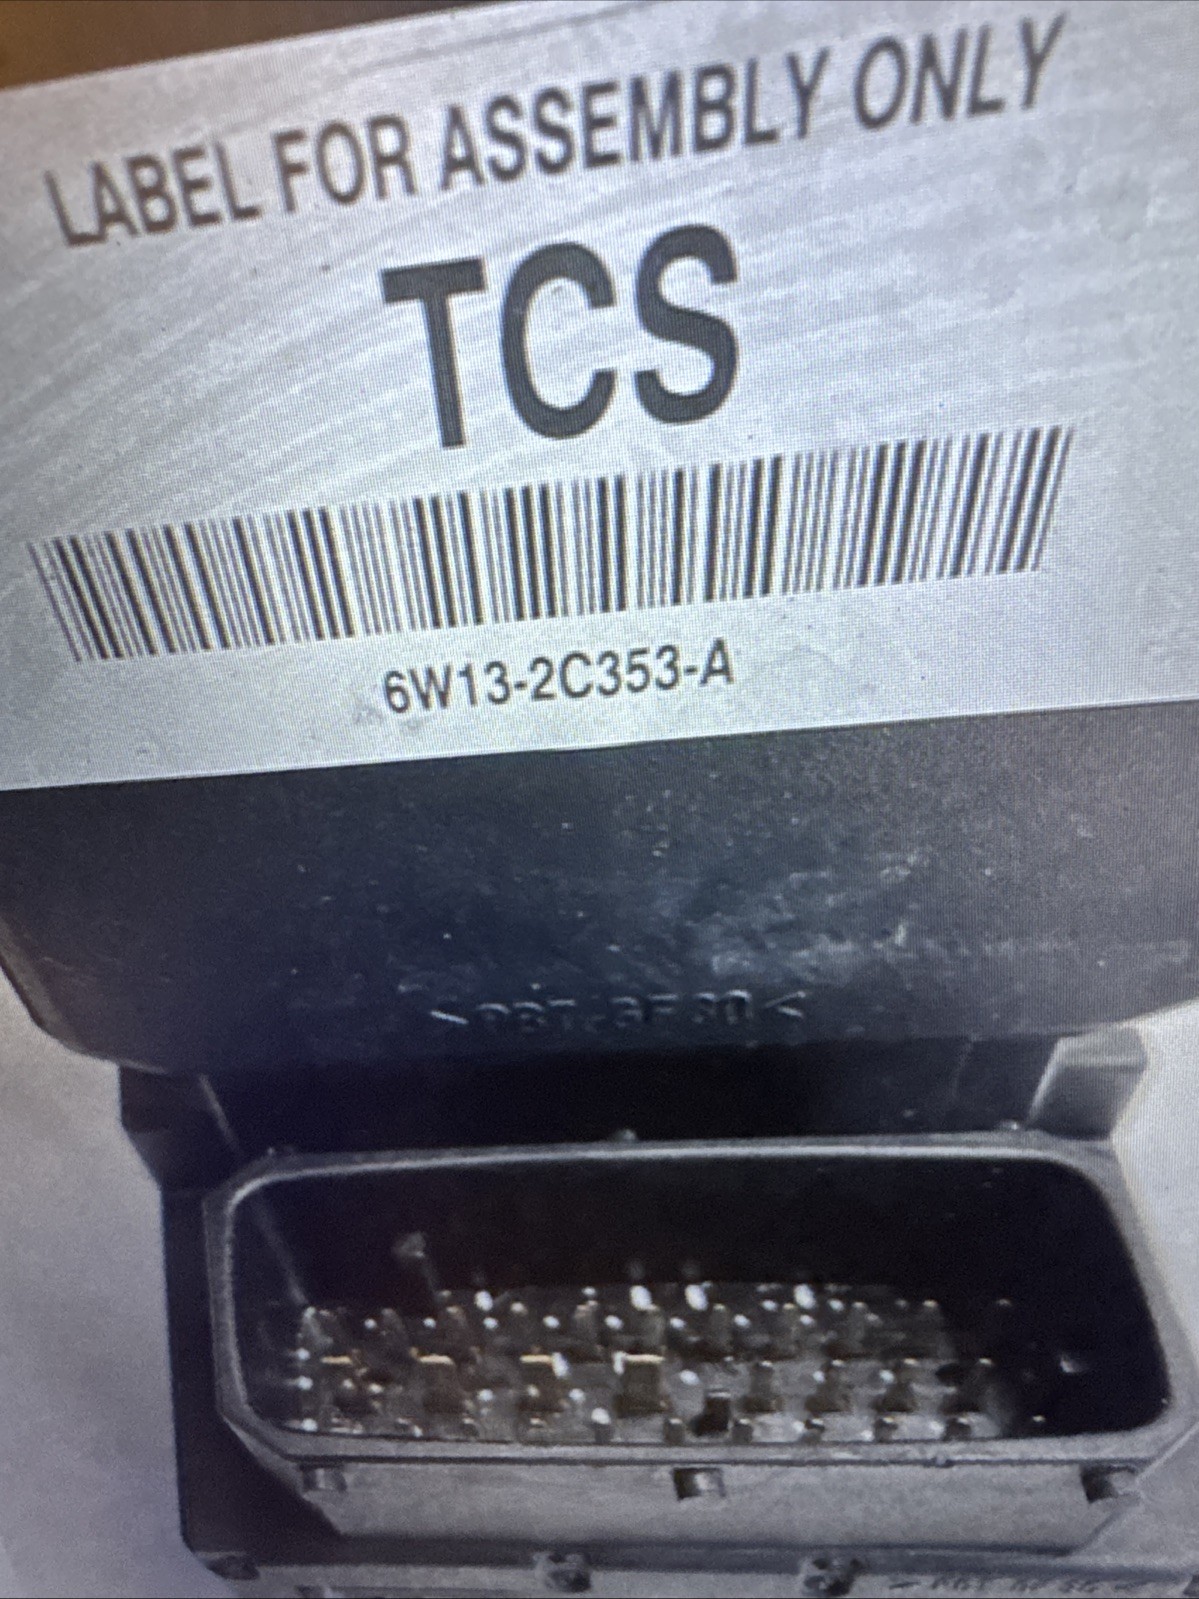 LABEL FOR ASSEMBLY ONLY
TCS
6W13-2C353-A